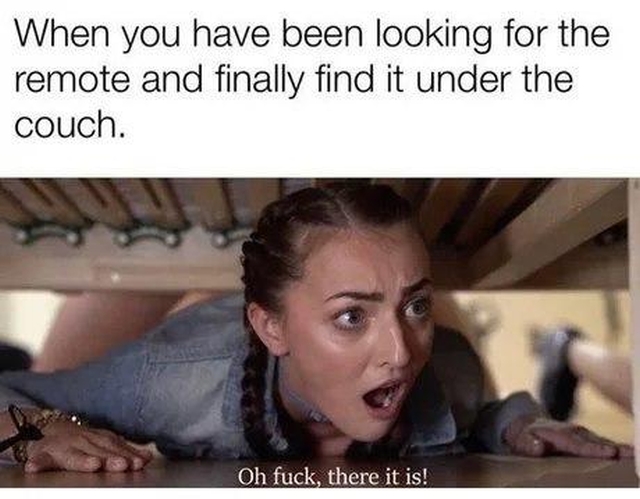 When you have been looking for the
remote and finally find it under the
couch.
Oh fuck, there it is!